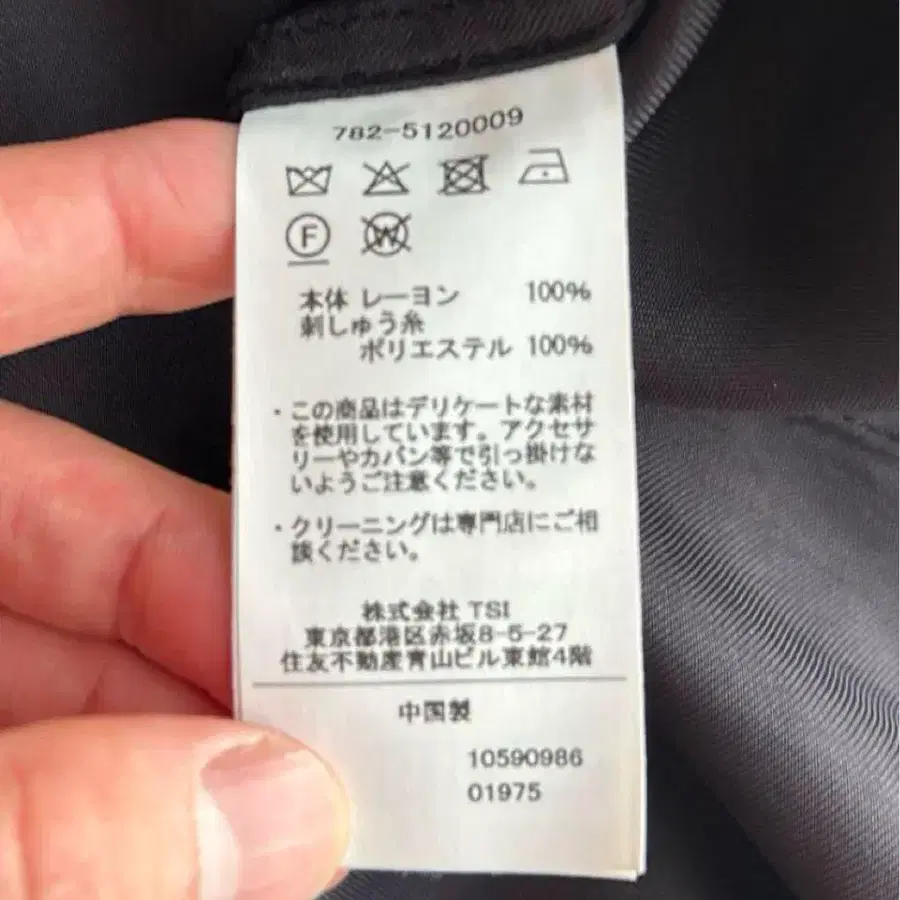 782-5120009
F
W
本体 レーヨン 100%
刺しゅう糸
ポリエステル 100%
・この商品はデリケートな素材
を使用しています。アクセサ
リーやカバン等で引っ掛けな
いようご注意ください。
・クリーニングは専門店にご相
談ください。
株式会社 TSI
東京都港区赤坂8-5-27
住友不動産青山ビル東館4階
中国製
10590986
01975